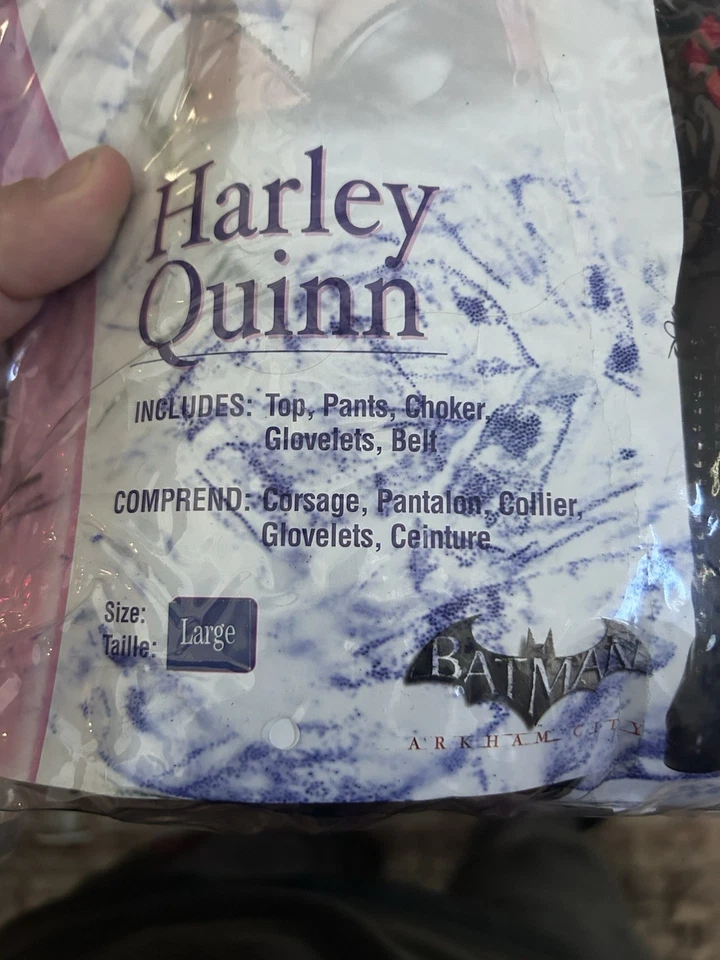 Harley
Quinn
INCLUDES: Top, Pants, Choker,
Glovelets, Belt
COMPREND: Corsage, Pantalon, Collier,
Glovelets, Ceinture
Size:
Taille:
Large
BATMAN
ARKHAM CITY